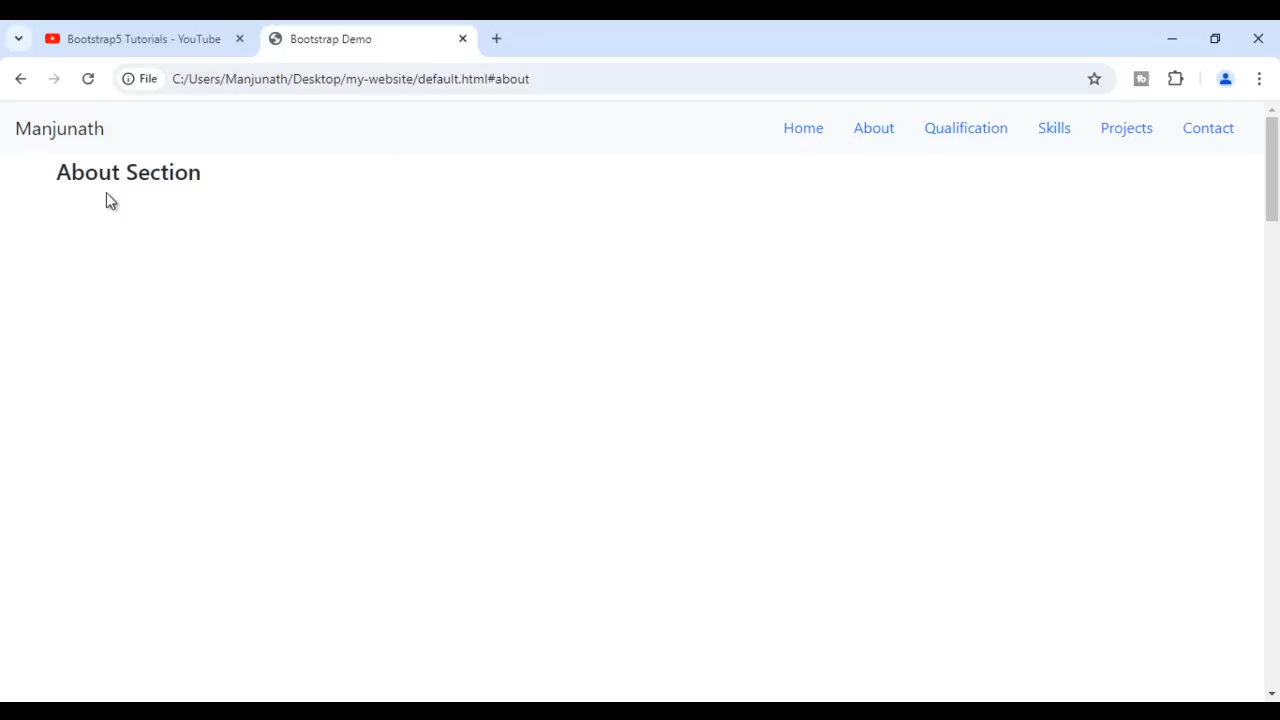 Bootstrap5 Tutorials - YouTube
Bootstrap Demo
File
C:/Users/Manjunath/Desktop/my-website/default.html#about
Manjunath
Home
About
Qualification
Skills
Projects
Contact
About Section